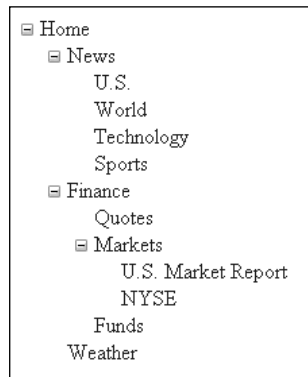 Home
News
U.S.
World
Technology
Sports
Finance
Quotes
Markets
U.S. Market Report
NYSE
Funds
Weather